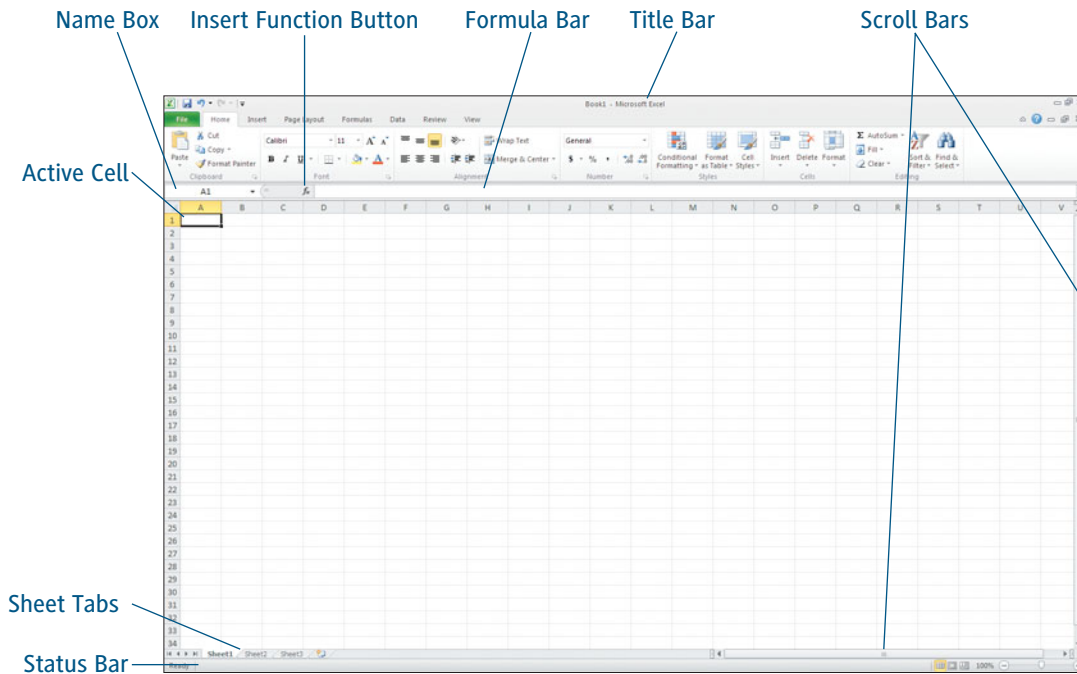 Name Box Insert Function Button Formula Bar Title Bar Scroll Bars
Book1 - Microsoft Excel
File Home Insert Page Layout Formulas Data Review View
Cut
Copy
Format Painter
Paste
Clipboard
Calibri 11
B I U
A A A
Font
Wrap Text
Merge & Center
Alignment
General
$ % ,
Number
Conditional Formatting
Format as Table
Cell Styles
Styles
Insert Delete Format
Cells
Σ AutoSum
Fill
Clear
Sort & Filter
Find & Select
Editing
Active Cell
A1 fx
A B C D E F G H I J K L M N O P Q R S T U V
1
2
3
4
5
6
7
8
9
10
11
12
13
14
15
16
17
18
19
20
21
22
23
24
25
26
27
28
29
30
31
32
33
34
Sheet Tabs
Sheet1 Sheet2 Sheet3
Status Bar
Ready 100%